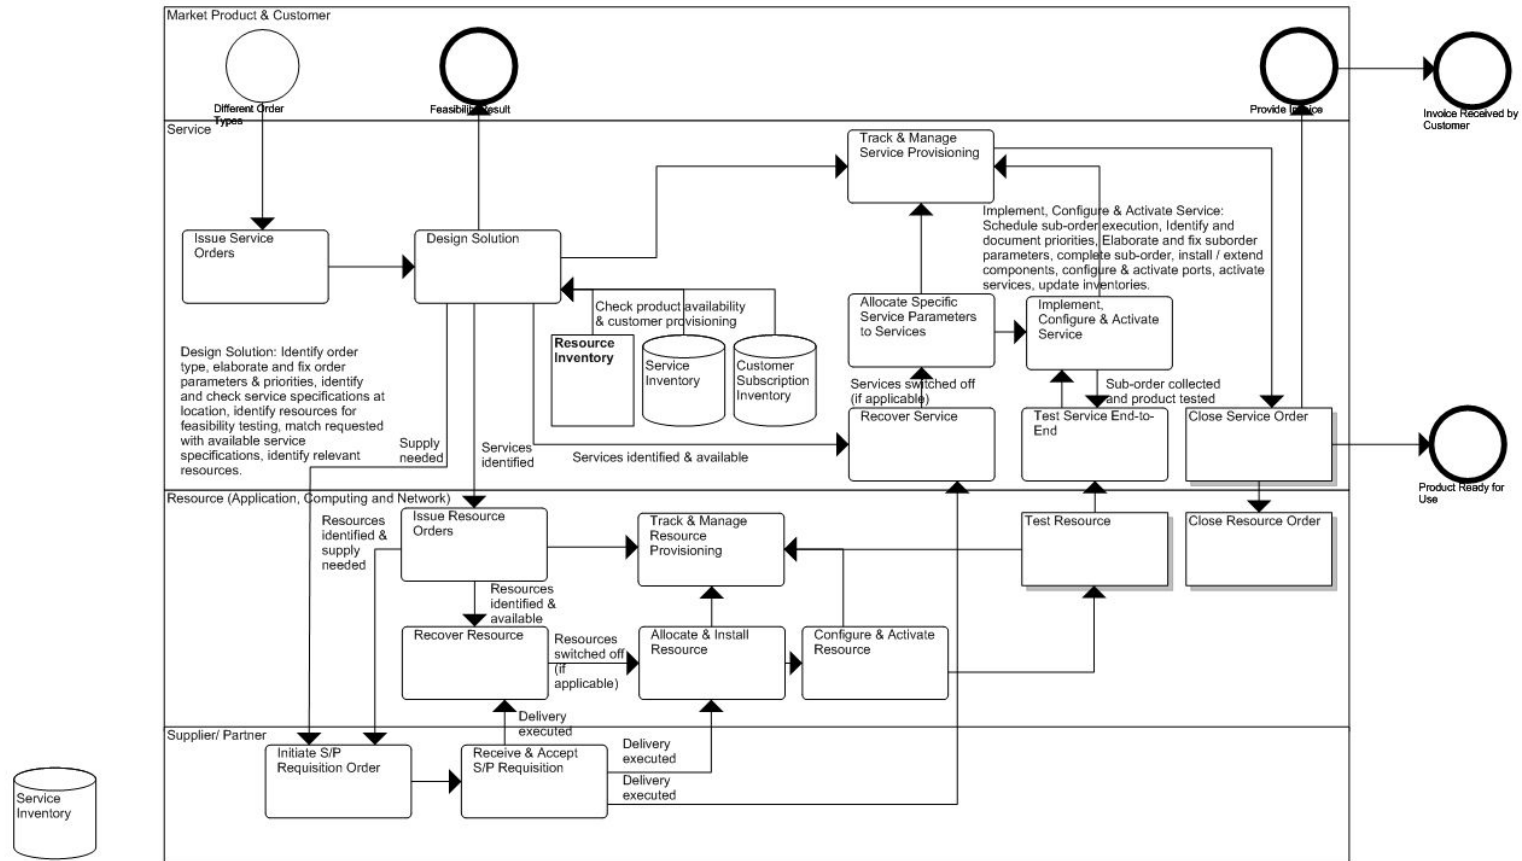 Market Product & Customer
Different Order
Types
Feasibility Result
Provide Invoice
Invoice Received by
Customer
Service
Track & Manage
Service Provisioning
Issue Service
Orders
Design Solution
Implement, Configure & Activate Service:
Schedule sub-order execution, Identify and
document priorities, Elaborate and fix suborder
parameters, complete sub-order, install / extend
components, configure & activate ports, activate
services, update inventories.
Check product availability
& customer provisioning
Allocate Specific
Service Parameters
to Services
Implement,
Configure & Activate
Service
Resource
Inventory
Service
Inventory
Customer
Subscription
Inventory
Design Solution: Identify order
type, elaborate and fix order
parameters & priorities, identify
and check service specifications at
location, identify resources for
feasibility testing, match requested
with available service
specifications, identify relevant
resources.
Services switched off
(if applicable)
Sub-order collected
and product tested
Recover Service
Test Service End-to-
End
Close Service Order
Supply
needed
Services
identified
Services identified & available
Product Ready for
Use
Resource (Application, Computing and Network)
Resources
identified &
supply
needed
Issue Resource
Orders
Track & Manage
Resource
Provisioning
Test Resource
Close Resource Order
Resources
identified &
available
Recover Resource
Resources
switched off
(if
applicable)
Allocate & Install
Resource
Configure & Activate
Resource
Delivery
executed
Supplier/ Partner
Initiate S/P
Requisition Order
Receive & Accept
S/P Requisition
Delivery
executed
Delivery
executed
Service
Inventory